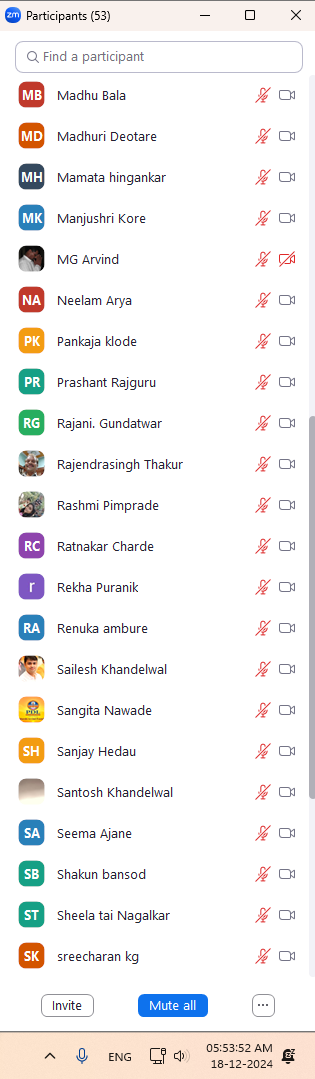 zm Participants (53)
Find a participant
MB Madhu Bala
MD Madhuri Deotare
MH Mamata hingankar
MK Manjushri Kore
MG Arvind
NA Neelam Arya
PK Pankaja klode
PR Prashant Rajguru
RG Rajani. Gundatwar
Rajendrasingh Thakur
Rashmi Pimprade
RC Ratnakar Charde
r Rekha Puranik
RA Renuka ambure
Sailesh Khandelwal
Sangita Nawade
SH Sanjay Hedau
Santosh Khandelwal
SA Seema Ajane
SB Shakun bansod
ST Sheela tai Nagalkar
SK sreecharan kg
Invite Mute all ...
ENG 05:53:52 AM
18-12-2024